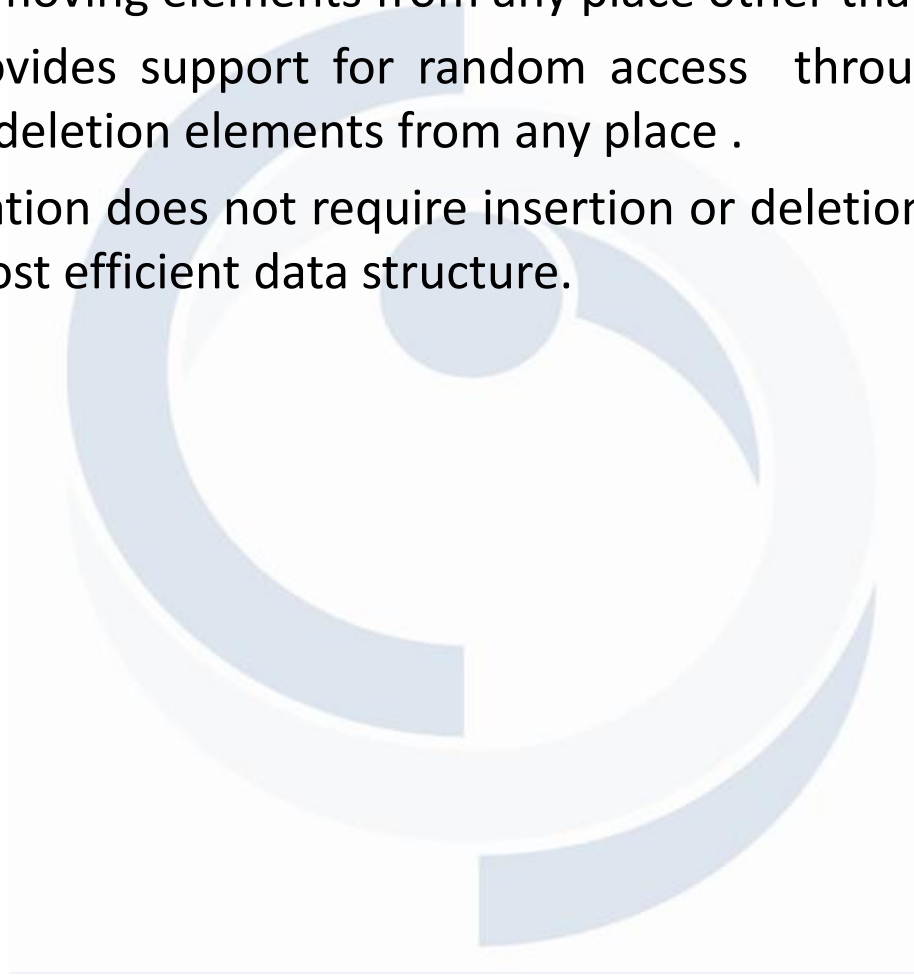 moving elements from any place other tha
ovides support for random access throu
deletion elements from any place .
ation does not require insertion or deletion
ost efficient data structure.